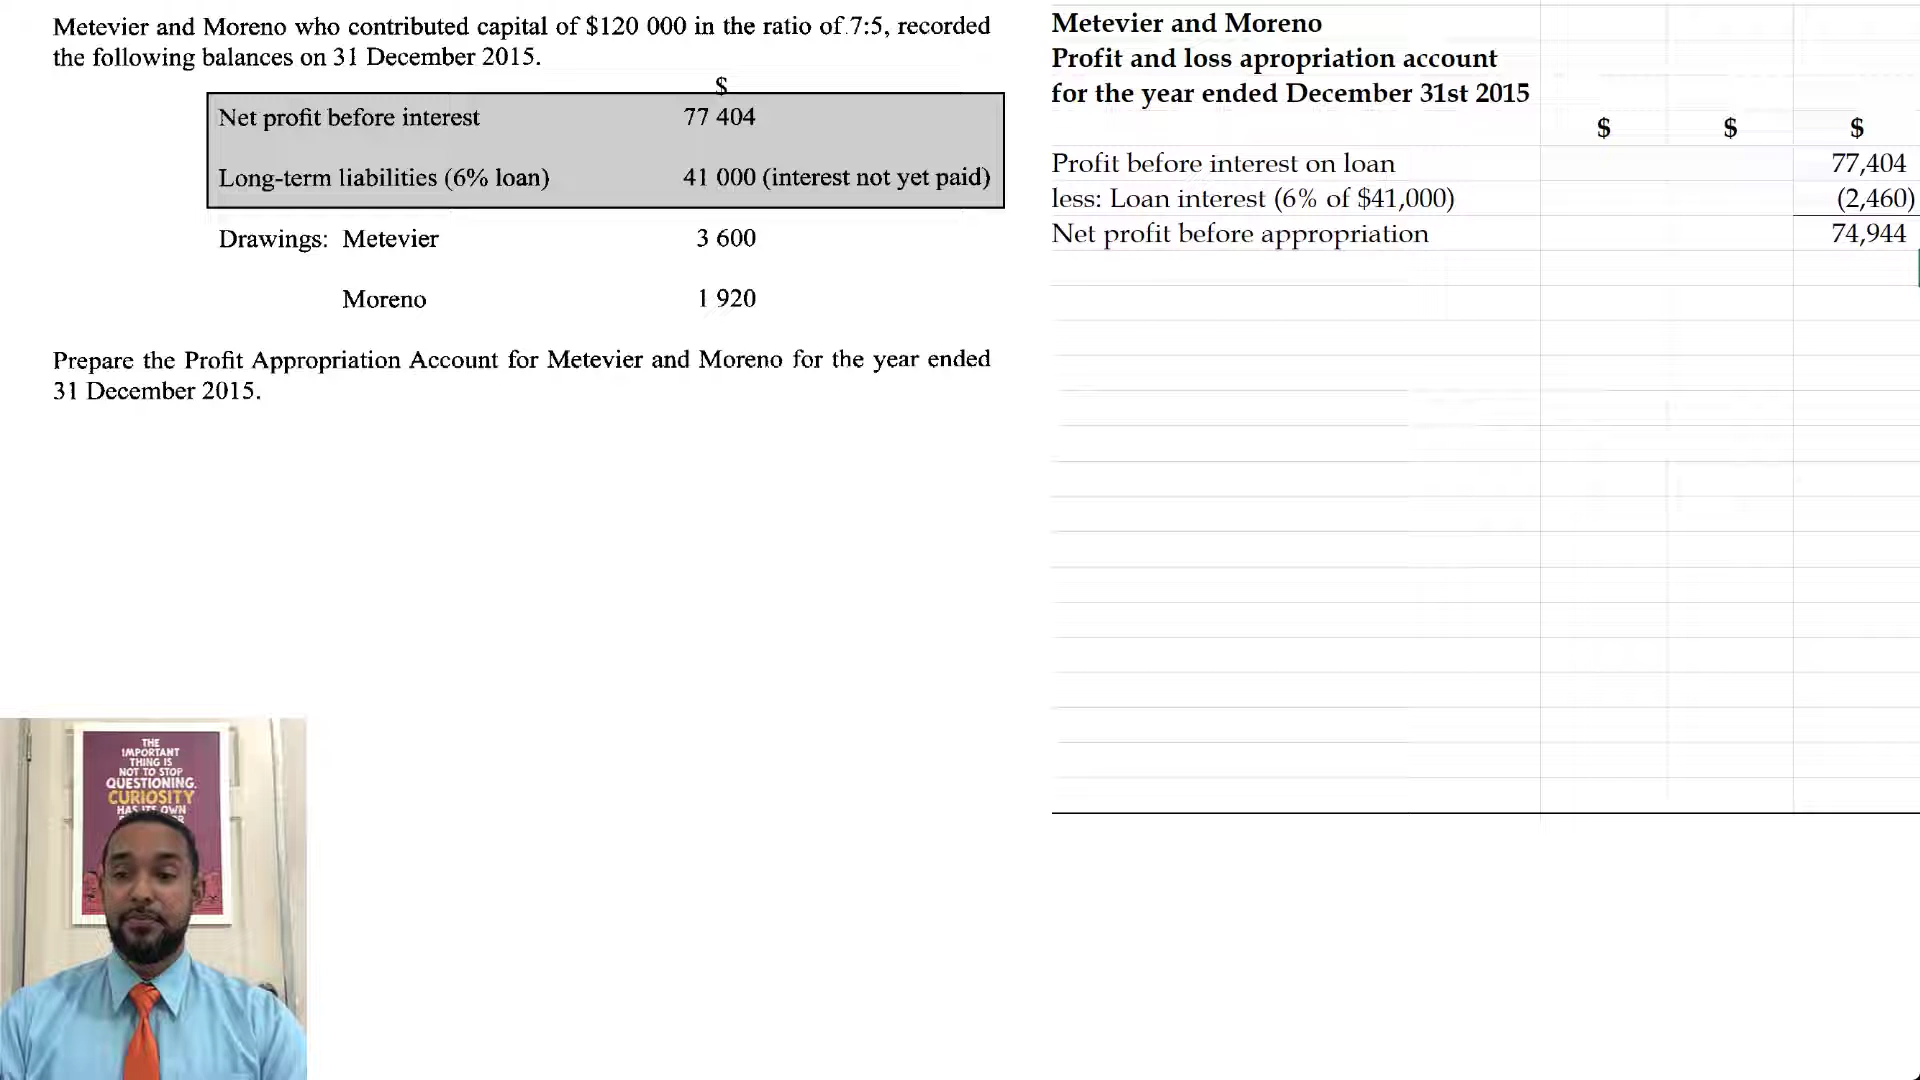 Metevier and Moreno who contributed capital of $120 000 in the ratio of 7:5, recorded
the following balances on 31 December 2015.
$
Net profit before interest 77 404
Long-term liabilities (6% loan) 41 000 (interest not yet paid)
Drawings: Metevier 3 600
Moreno 1 920
Prepare the Profit Appropriation Account for Metevier and Moreno for the year ended
31 December 2015.
Metevier and Moreno
Profit and loss apropriation account
for the year ended December 31st 2015
$ $ $
Profit before interest on loan 77,404
less: Loan interest (6% of $41,000) (2,460)
Net profit before appropriation 74,944
THE
IMPORTANT
THING IS
NOT TO STOP
QUESTIONING.
CURIOSITY
HAS ITS OWN